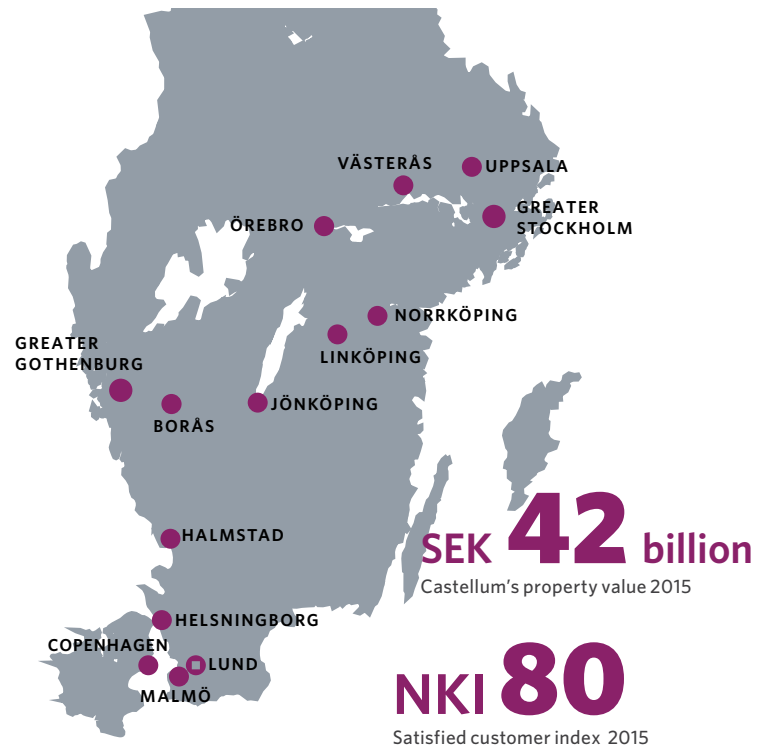 VÄSTERÅS
UPPSALA
GREATER
STOCKHOLM
ÖREBRO
NORRKÖPING
LINKÖPING
GREATER
GOTHENBURG
BORÅS
JÖNKÖPING
HALMSTAD
SEK 42 billion
Castellum's property value 2015
HELSNINGBORG
COPENHAGEN
LUND
MALMÖ
NKI 80
Satisfied customer index 2015